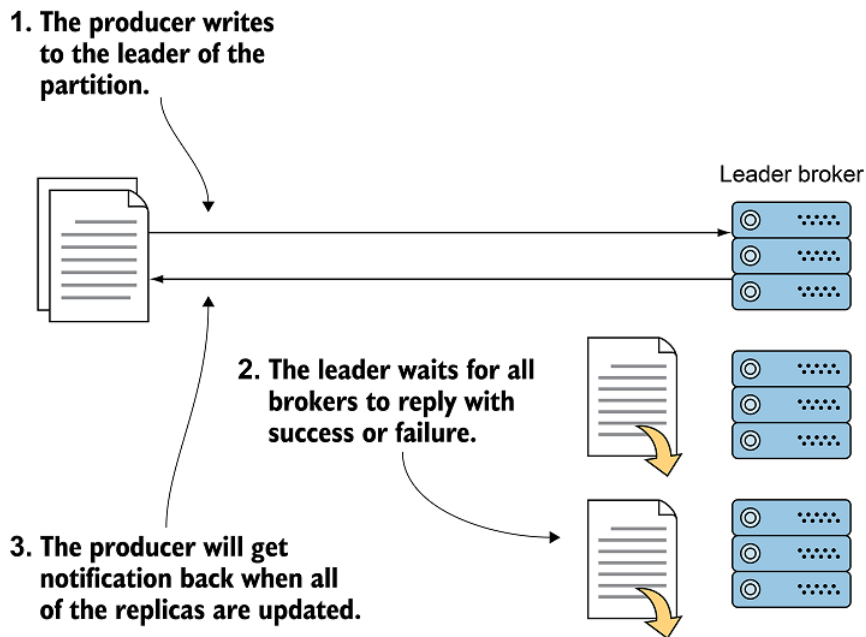 1. The producer writes
to the leader of the
partition.
Leader broker
2. The leader waits for all
brokers to reply with
success or failure.
3. The producer will get
notification back when all
of the replicas are updated.